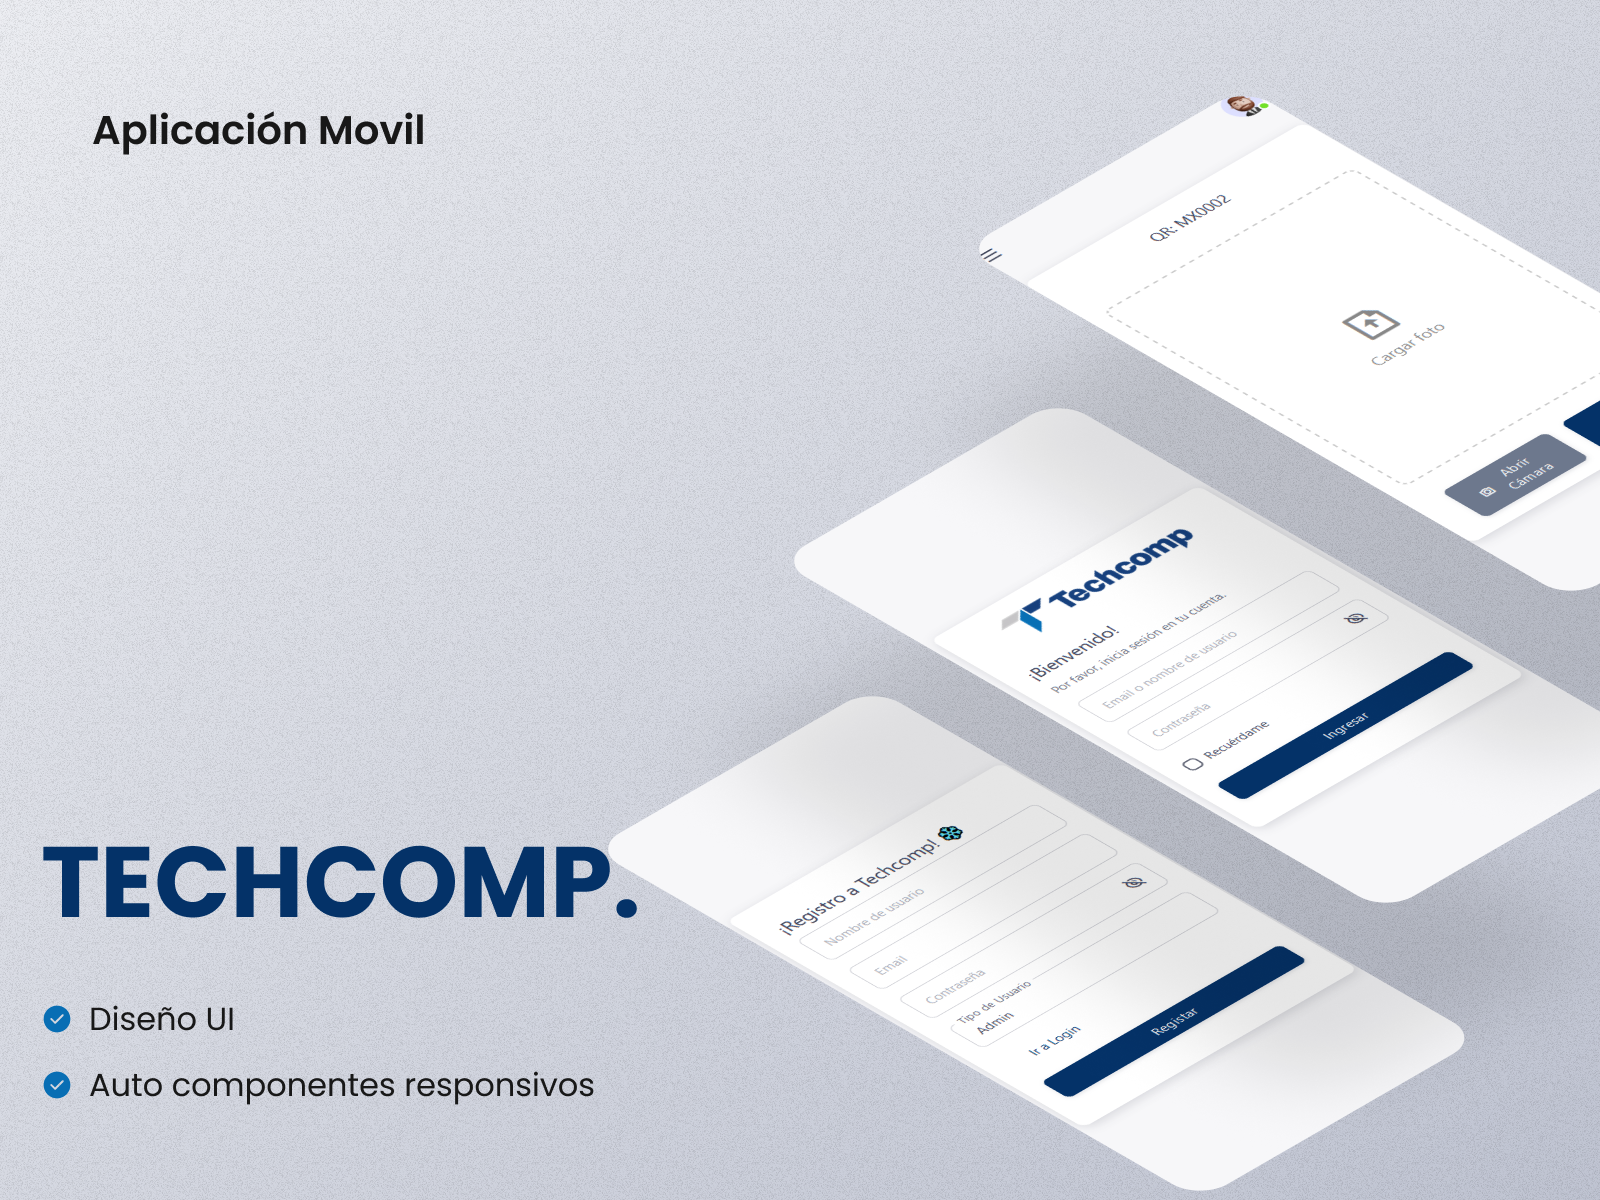 Aplicación Movil
QR: MX0002
Cargar foto
Abrir
Cámara
Techcomp
¡Bienvenido!
Por favor, inicia sesión en tu cuenta.
Email o nombre de usuario
Contraseña
Recuérdame
Ingresar
TECHCOMP.
¡Registro a Techcomp!
Nombre de usuario
Email
Contraseña
Tipo de Usuario
Admin
Ir a Login
Registar
Diseño UI
Auto componentes responsivos